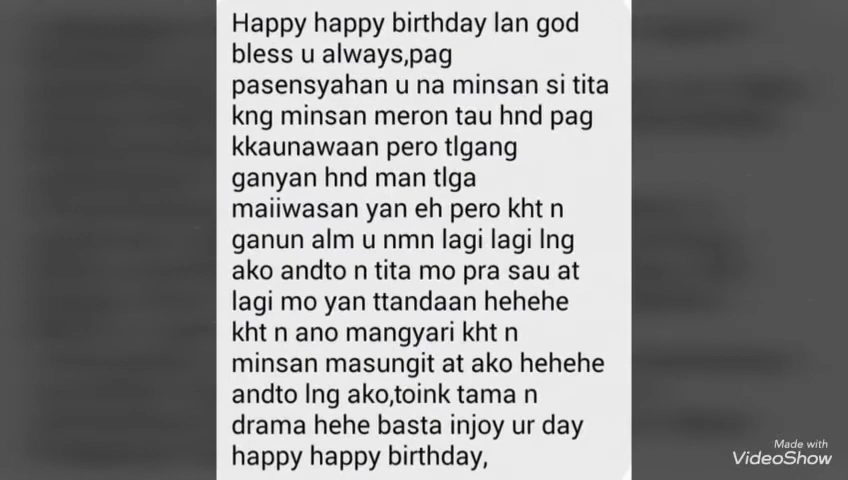 Happy happy birthday lan god
bless u always,pag
pasensyahan u na minsan si tita
kng minsan meron tau hnd pag
kkaunawaan pero tlgang
ganyan hnd man tlga
maiiwasan yan eh pero kht n
ganun alm u nmn lagi lagi lng
ako andto n tita mo pra sau at
lagi mo yan ttandaan hehehe
kht n ano mangyari kht n
minsan masungit at ako hehehe
andto lng ako,toink tama n
drama hehe basta injoy ur day
happy happy birthday,
Made with
VideoShow